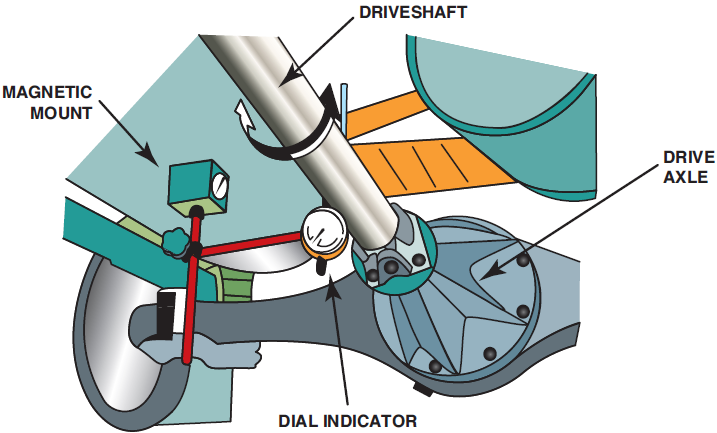 DRIVESHAFT
MAGNETIC
MOUNT
DRIVE
AXLE
DIAL INDICATOR